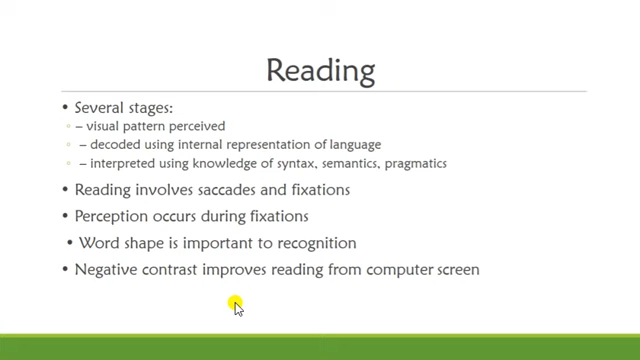 Reading
• Several stages:
– visual pattern perceived
– decoded using internal representation of language
– interpreted using knowledge of syntax, semantics, pragmatics
• Reading involves saccades and fixations
• Perception occurs during fixations
• Word shape is important to recognition
• Negative contrast improves reading from computer screen